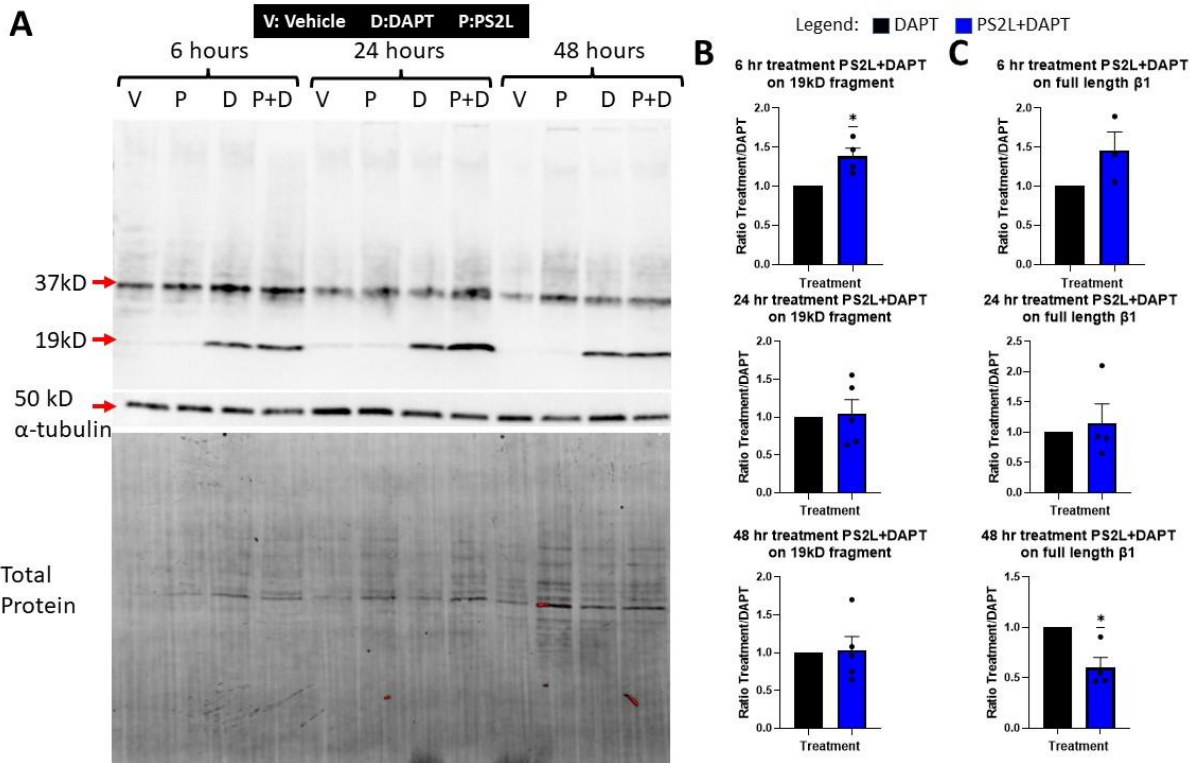 A
V: Vehicle D:DAPT P:PS2L
6 hours 24 hours 48 hours
V P D P+D V P D P+D V P D P+D
37kD
19kD
50 kD
α-tubulin
Total
Protein
Legend: DAPT PS2L+DAPT
B
6 hr treatment PS2L+DAPT
on 19kD fragment
Ratio Treatment/DAPT
2.0
1.5
1.0
0.5
0.0
*
Treatment
24 hr treatment PS2L+DAPT
on 19kD fragment
Ratio Treatment/DAPT
2.0
1.5
1.0
0.5
0.0
Treatment
48 hr treatment PS2L+DAPT
on 19kD fragment
Ratio Treatment/DAPT
2.0
1.5
1.0
0.5
0.0
Treatment
C
6 hr treatment PS2L+DAPT
on full length β1
Ratio Treatment/DAPT
2.0
1.5
1.0
0.5
0.0
Treatment
24 hr treatment PS2L+DAPT
on full length β1
Ratio Treatment/DAPT
2.5
2.0
1.5
1.0
0.5
0.0
Treatment
48 hr treatment PS2L+DAPT
on full length β1
Ratio Treatment/DAPT
1.5
1.0
0.5
0.0
*
Treatment